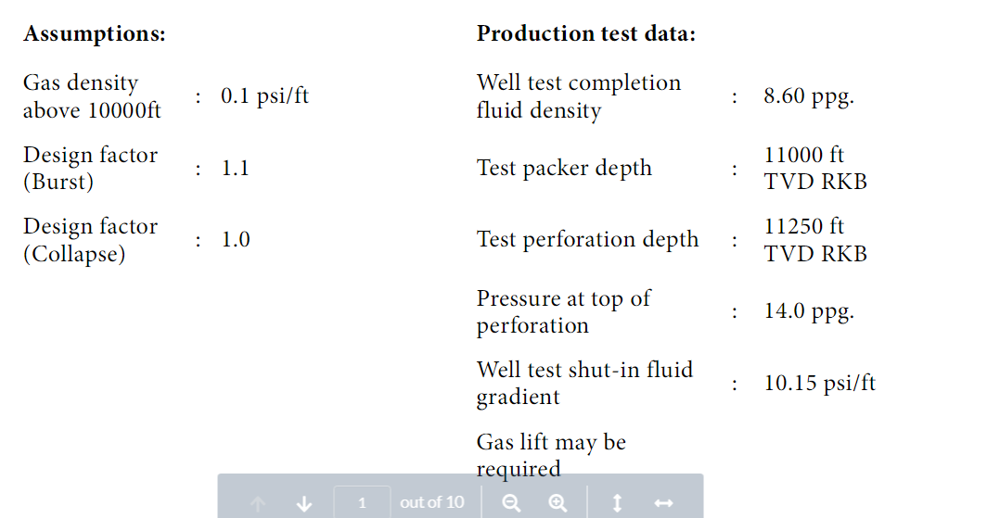 Assumptions:
Gas density
above 10000ft : 0.1 psi/ft
Design factor
(Burst) : 1.1
Design factor
(Collapse) : 1.0
Production test data:
Well test completion
fluid density : 8.60 ppg.
Test packer depth : 11000 ft
TVD RKB
Test perforation depth : 11250 ft
TVD RKB
Pressure at top of
perforation : 14.0 ppg.
Well test shut-in fluid
gradient : 10.15 psi/ft
Gas lift may be
required
1 out of 10